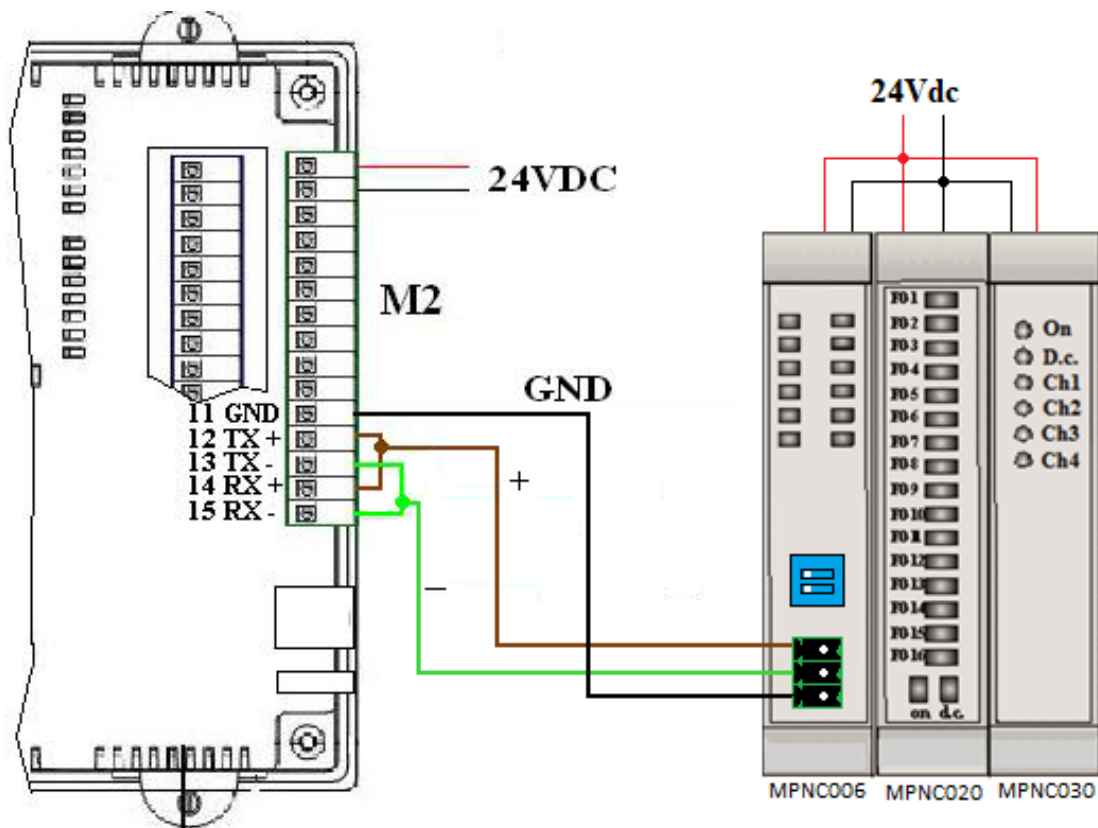 24Vdc
24VDC
M2
GND
11 GND
12 TX +
13 TX -
14 RX +
15 RX -
+
−
F0-1
F0-2
F0-3
F0-4
F0-5
F0-6
F0-7
F0-8
F0-9
F0-10
F0-11
F0-12
F0-13
F0-14
F0-15
F0-16
on d.c.
On
D.c.
Ch1
Ch2
Ch3
Ch4
MPNC006 MPNC020 MPNC030